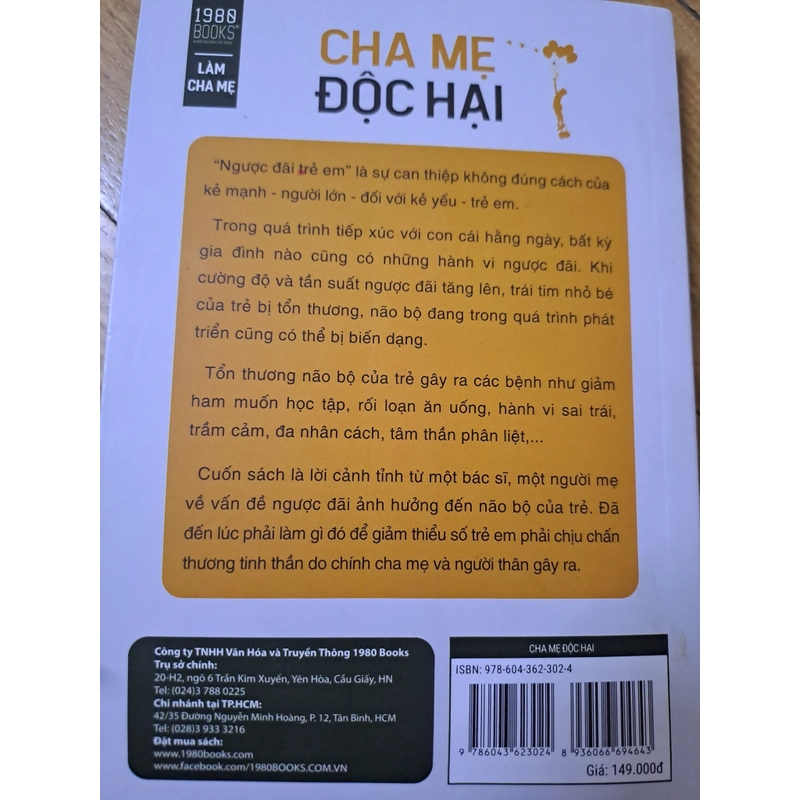 1980
BOOKS
LÀM
CHA MẸ
CHA MẸ
ĐỘC HẠI
"Ngược đãi trẻ em" là sự can thiệp không đúng cách của
kẻ mạnh - người lớn - đối với kẻ yếu - trẻ em.
Trong quá trình tiếp xúc với con cái hằng ngày, bất kỳ
gia đình nào cũng có những hành vi ngược đãi. Khi
cường độ và tần suất ngược đãi tăng lên, trái tim nhỏ bé
của trẻ bị tổn thương, não bộ đang trong quá trình phát
triển cũng có thể bị biến dạng.
Tổn thương não bộ của trẻ gây ra các bệnh như giảm
ham muốn học tập, rối loạn ăn uống, hành vi sai trái,
trầm cảm, đa nhân cách, tâm thần phân liệt,...
Cuốn sách là lời cảnh tỉnh từ một bác sĩ, một người mẹ
về vấn đề ngược đãi ảnh hưởng đến não bộ của trẻ. Đã
đến lúc phải làm gì đó để giảm thiểu số trẻ em phải chịu chấn
thương tinh thần do chính cha mẹ và người thân gây ra.
Công ty TNHH Văn Hóa và Truyền Thông 1980 Books
Trụ sở chính:
20-H2, ngõ 6 Trần Kim Xuyến, Yên Hòa, Cầu Giấy, HN
Tel: (024)3 788 0225
Chi nhánh tại TP.HCM:
42/35 Đường Nguyễn Minh Hoàng, P. 12, Tân Bình, HCM
Tel: (028)3 933 3216
Đặt mua sách:
www.1980books.com
www.facebook.com/1980BOOKS.COM.VN
CHA MẸ ĐỘC HẠI
ISBN: 978-604-362-302-4
9 786043 623024
8 936066 694643
Giá: 149.000đ